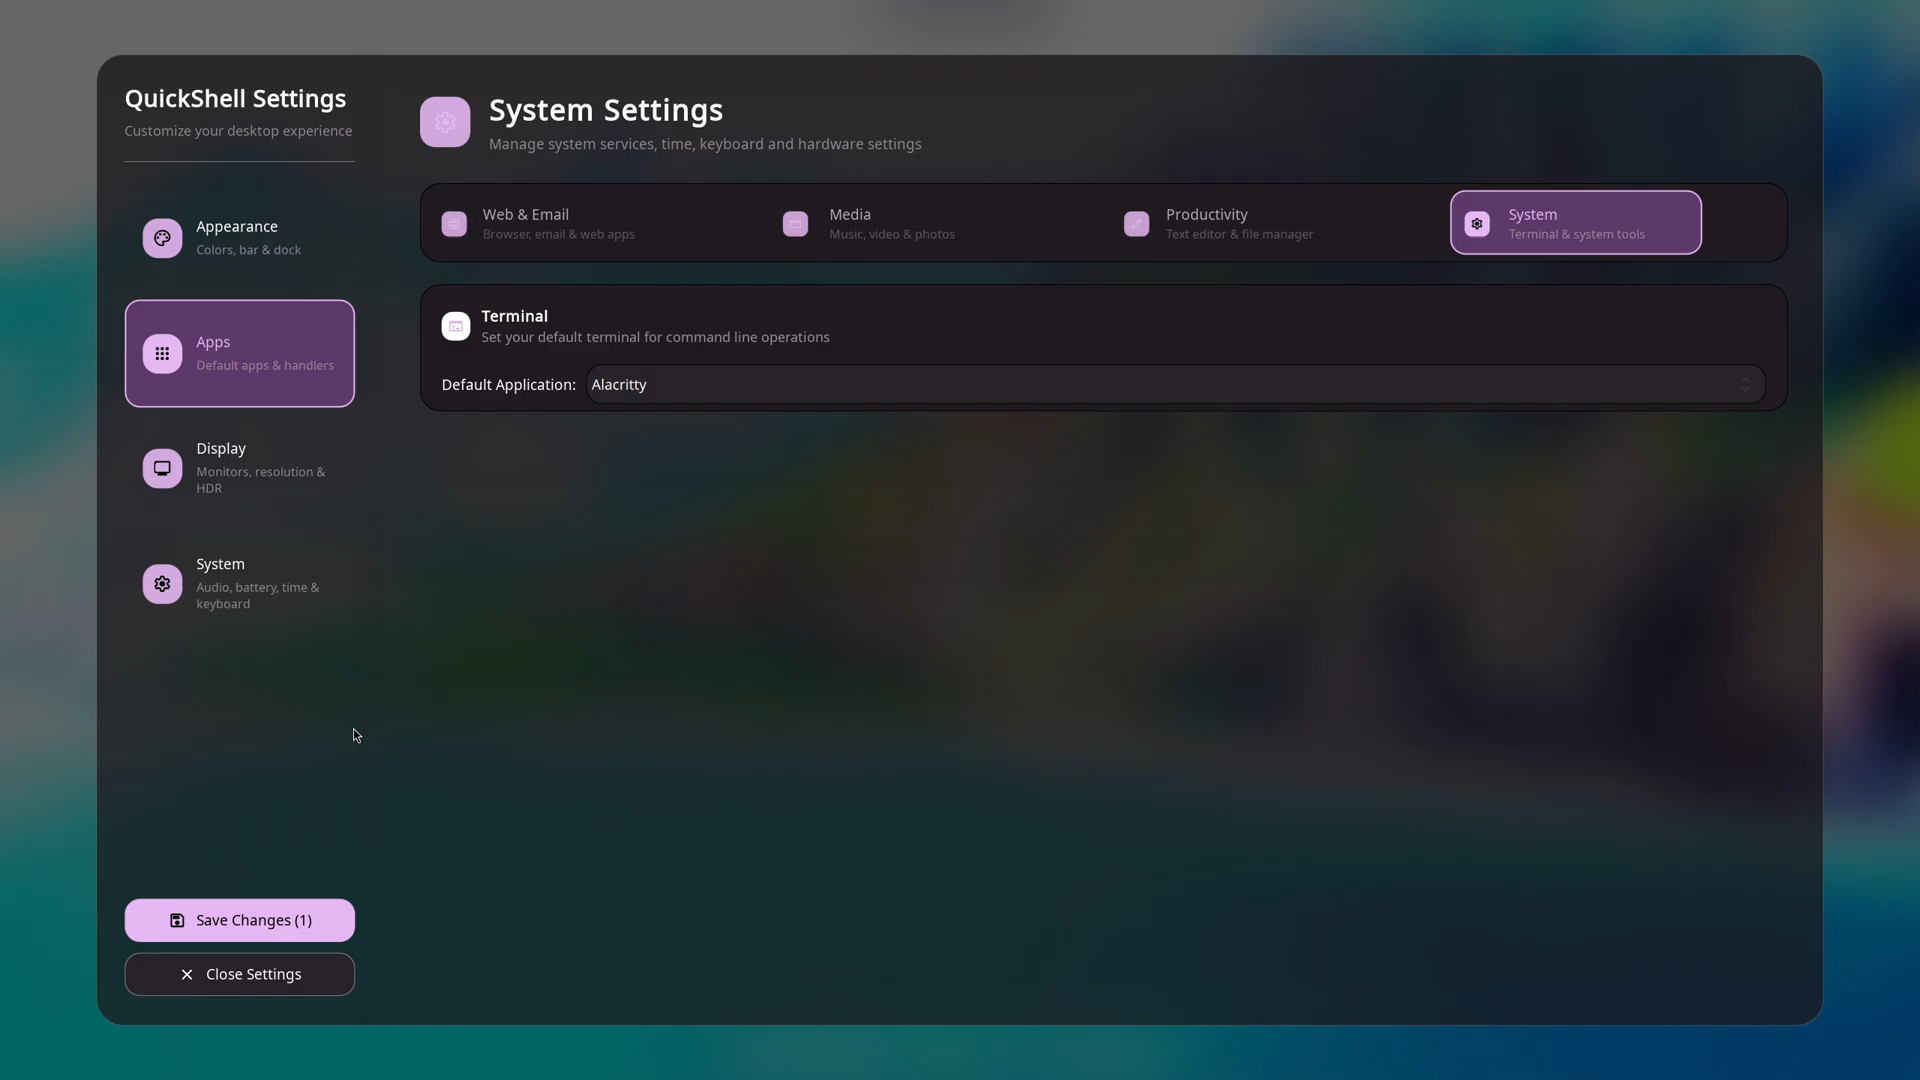 QuickShell Settings
Customize your desktop experience
Appearance
Colors, bar & dock
Apps
Default apps & handlers
Display
Monitors, resolution &
HDR
System
Audio, battery, time &
keyboard
Save Changes (1)
Close Settings
System Settings
Manage system services, time, keyboard and hardware settings
Web & Email
Browser, email & web apps
Media
Music, video & photos
Productivity
Text editor & file manager
System
Terminal & system tools
Terminal
Set your default terminal for command line operations
Default Application: Alacritty